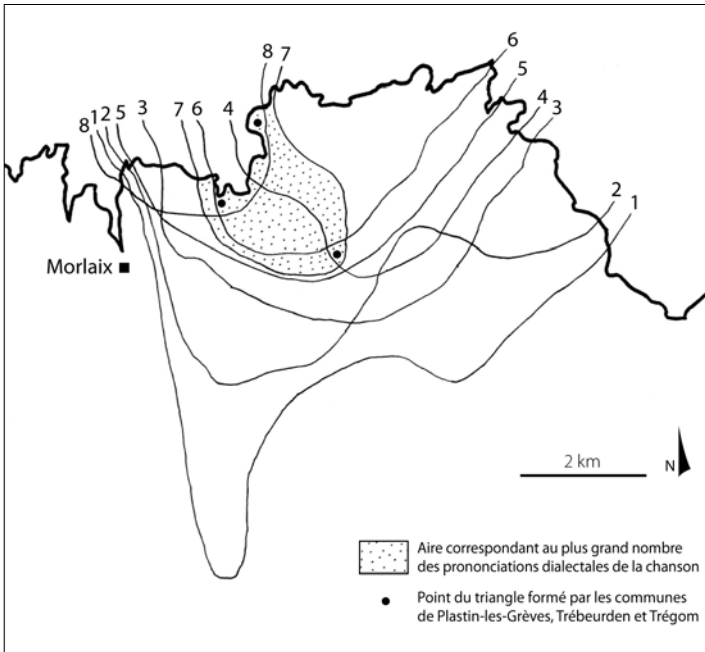 6
8 7
5
8 1 2 5 3 7 6 4
4
3
2
1
Morlaix
2 km
N
Aire correspondant au plus grand nombre
des prononciations dialectales de la chanson
Point du triangle formé par les communes
de Plastin-les-Grèves, Trébeurden et Trégom